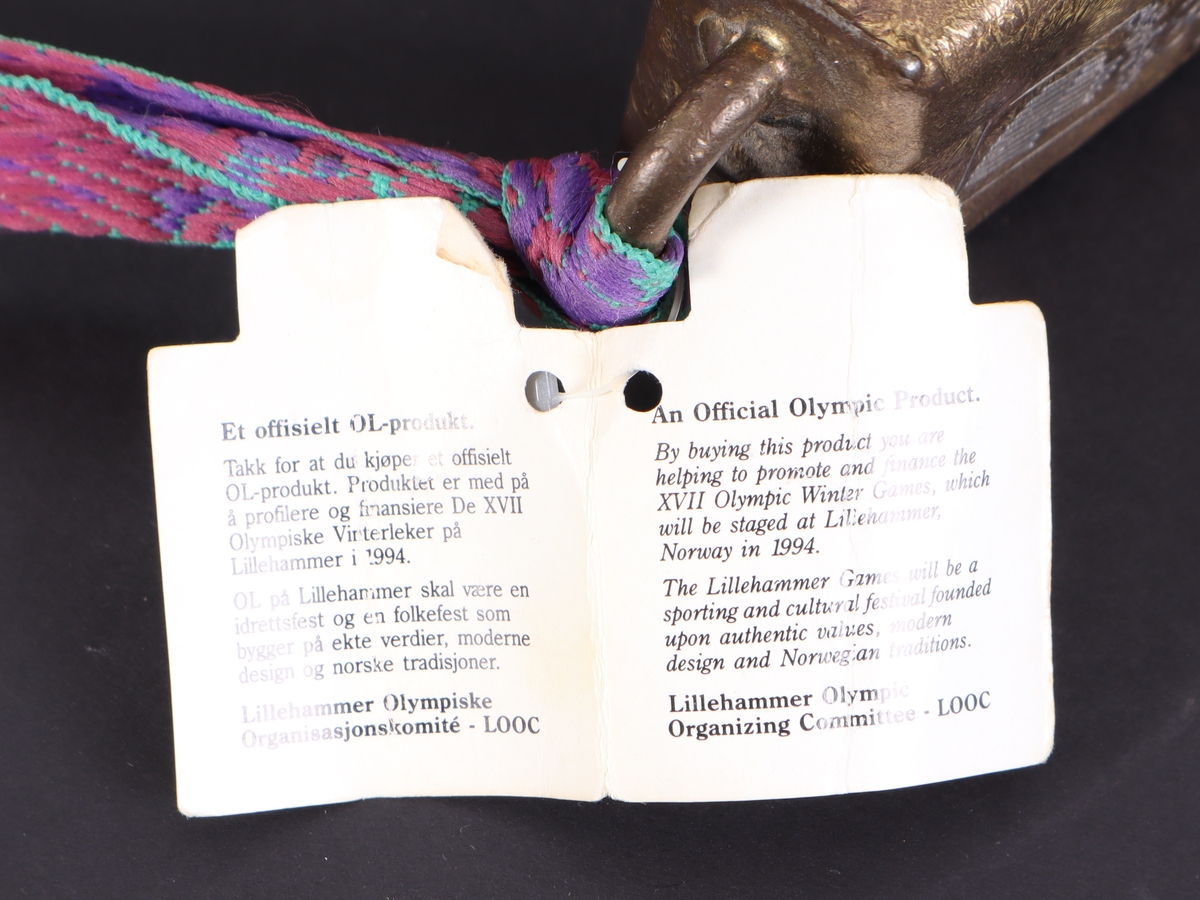 Et offisielt OL-produkt.
Takk for at du kjøper et offisielt
OL-produkt. Produktet er med på
å profilere og finansiere De XVII
Olympiske Vinterleker på
Lillehammer i 1994.
OL på Lillehammer skal være en
idrettsfest og en folkefest som
bygger på ekte verdier, moderne
design og norske tradisjoner.
Lillehammer Olympiske
Organisasjonskomité - LOOC
An Official Olympic Product.
By buying this product you are
helping to promote and finance the
XVII Olympic Winter Games, which
will be staged at Lillehammer,
Norway in 1994.
The Lillehammer Games will be a
sporting and cultural festival founded
upon authentic values, modern
design and Norwegian traditions.
Lillehammer Olympic
Organizing Committee - LOOC